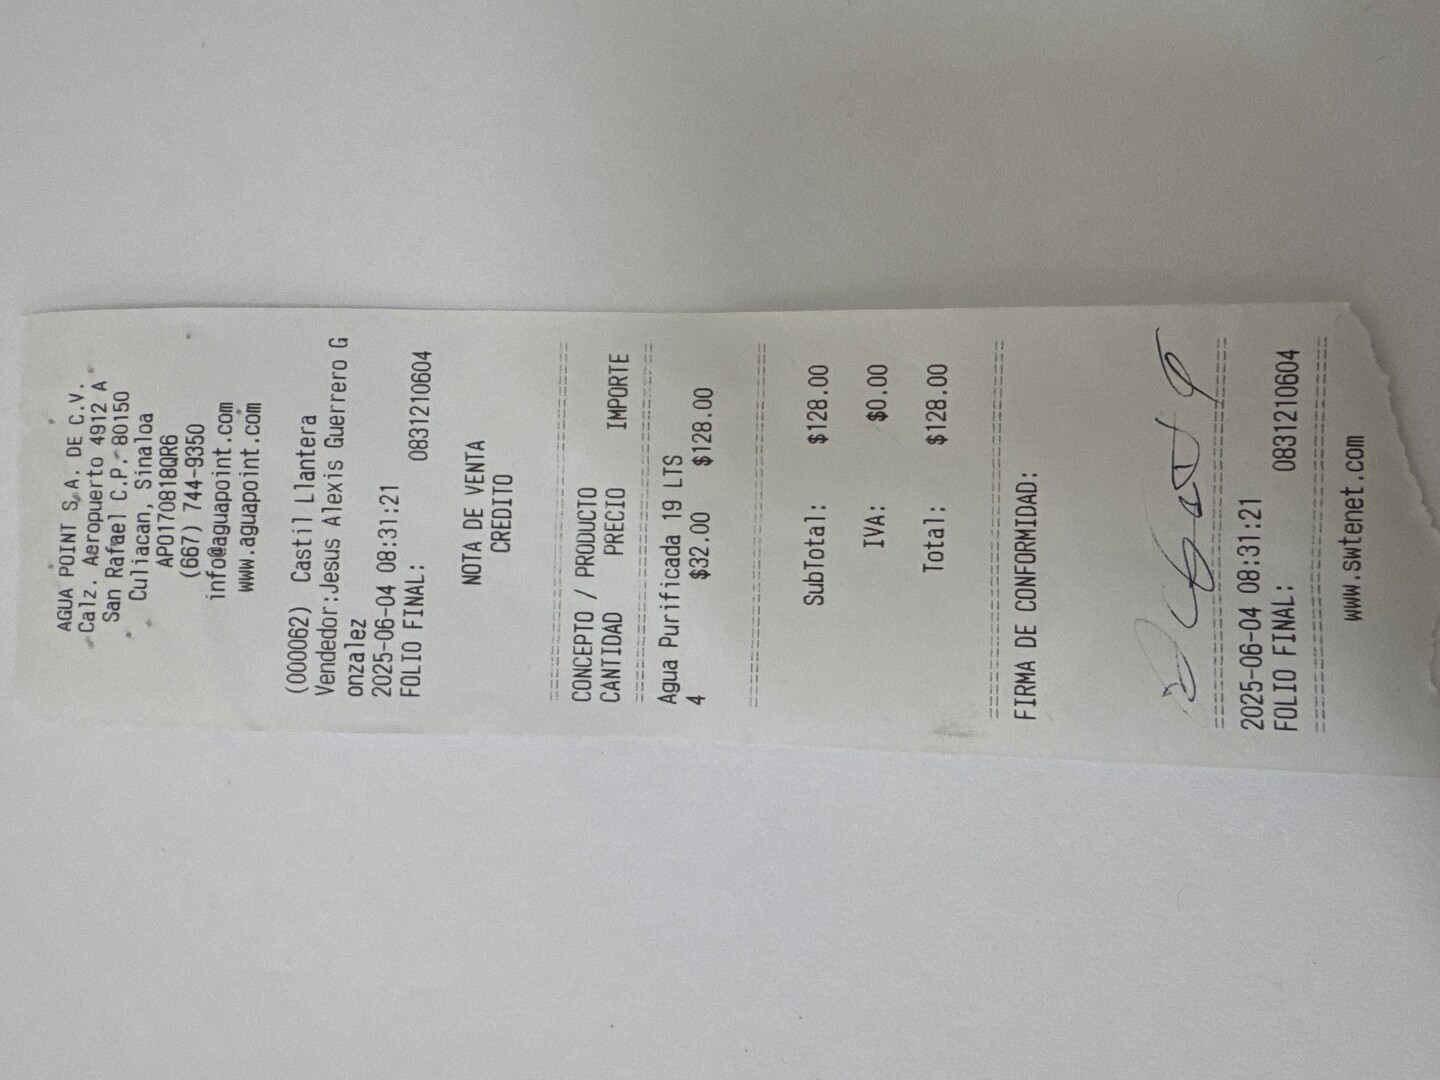 AGUA POINT S.A. DE C.V.
Calz. Aeropuerto 4912 A
San Rafael C.P. 80150
Culiacan, Sinaloa
APO170818QR6
(667) 744-9350
info@aguapoint.com
www.aguapoint.com
(000062) Castil Llantera
Vendedor:Jesus Alexis Guerrero G
onzalez
2025-06-04 08:31:21
FOLIO FINAL: 0831210604
NOTA DE VENTA
CREDITO
================================
CONCEPTO / PRODUCTO
CANTIDAD PRECIO IMPORTE
================================
Agua Purificada 19 LTS
4 $32.00 $128.00
================================
SubTotal: $128.00
IVA: $0.00
Total: $128.00
================================
FIRMA DE CONFORMIDAD:
================================
2025-06-04 08:31:21
FOLIO FINAL: 0831210604
================================
www.swtenet.com